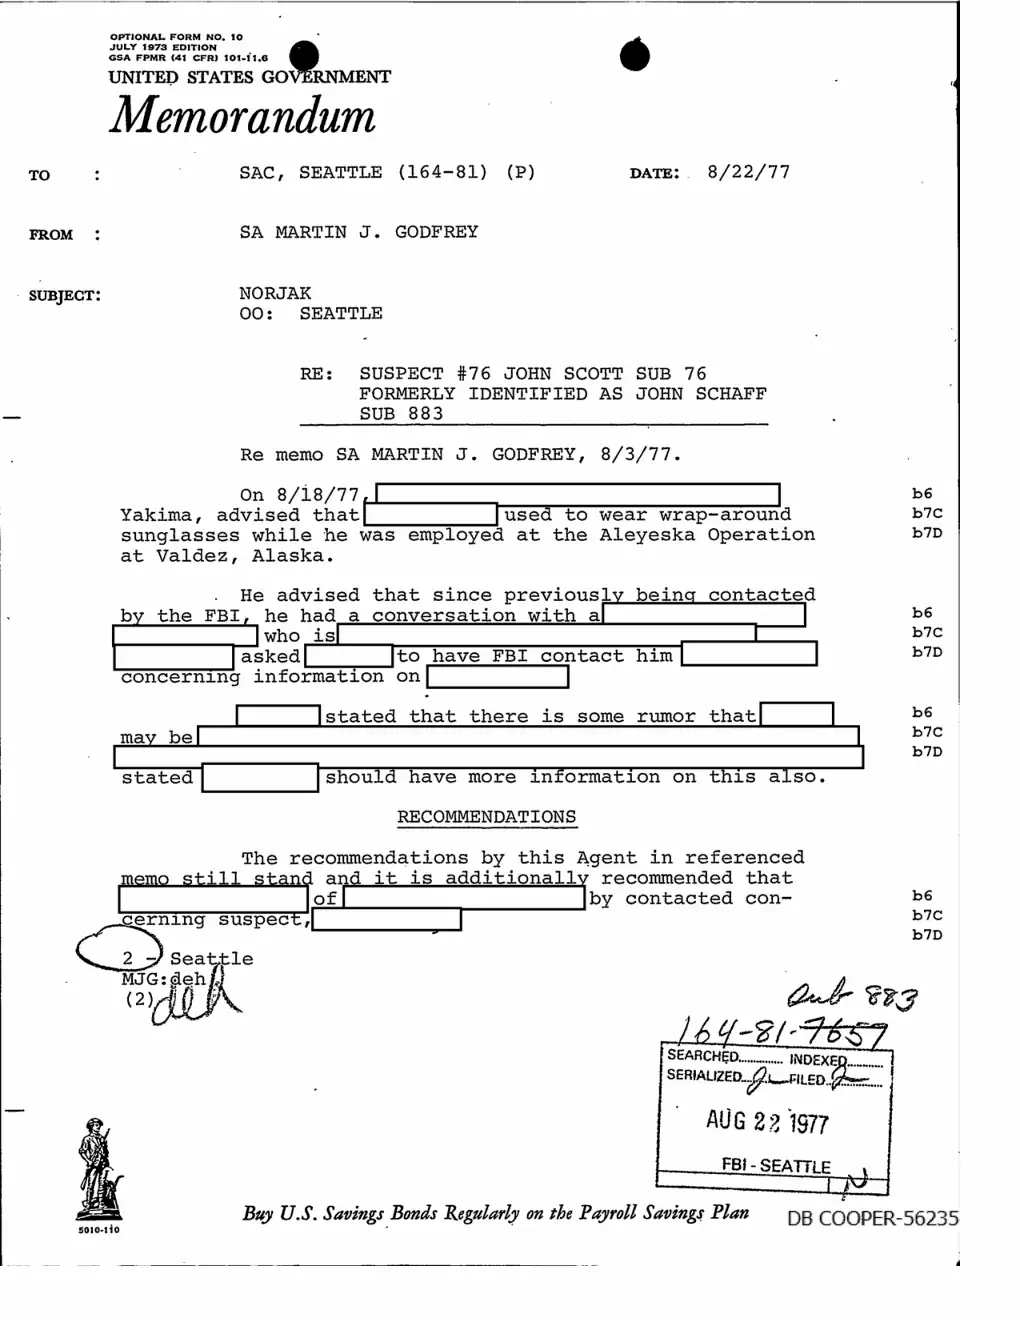 OPTIONAL FORM NO. 10
JULY 1973 EDITION
GSA FPMR (41 CFR) 101-11.6
UNITED STATES GOVERNMENT
Memorandum
TO : SAC, SEATTLE (164-81) (P) DATE: 8/22/77
FROM : SA MARTIN J. GODFREY
SUBJECT: NORJAK
OO: SEATTLE
RE: SUSPECT #76 JOHN SCOTT SUB 76
FORMERLY IDENTIFIED AS JOHN SCHAFF
SUB 883
Re memo SA MARTIN J. GODFREY, 8/3/77.
On 8/18/77, b6
Yakima, advised that used to wear wrap-around b7C
sunglasses while he was employed at the Aleyeska Operation b7D
at Valdez, Alaska.
He advised that since previously being contacted
by the FBI, he had a conversation with a b6
who is b7C
asked to have FBI contact him b7D
concerning information on
stated that there is some rumor that b6
may be b7C
b7D
stated should have more information on this also.
RECOMMENDATIONS
The recommendations by this Agent in referenced
memo still stand and it is additionally recommended that
of by contacted con- b6
cerning suspect, b7C
b7D
2 - Seattle
MJG:deh
(2) deh
Sub 883
164-81-7657
SEARCHED.............. INDEXED...........
SERIALIZED..... FILED...............
AUG 22 1977
FBI - SEATTLE
Buy U.S. Savings Bonds Regularly on the Payroll Savings Plan
5010-110
DB COOPER-56235